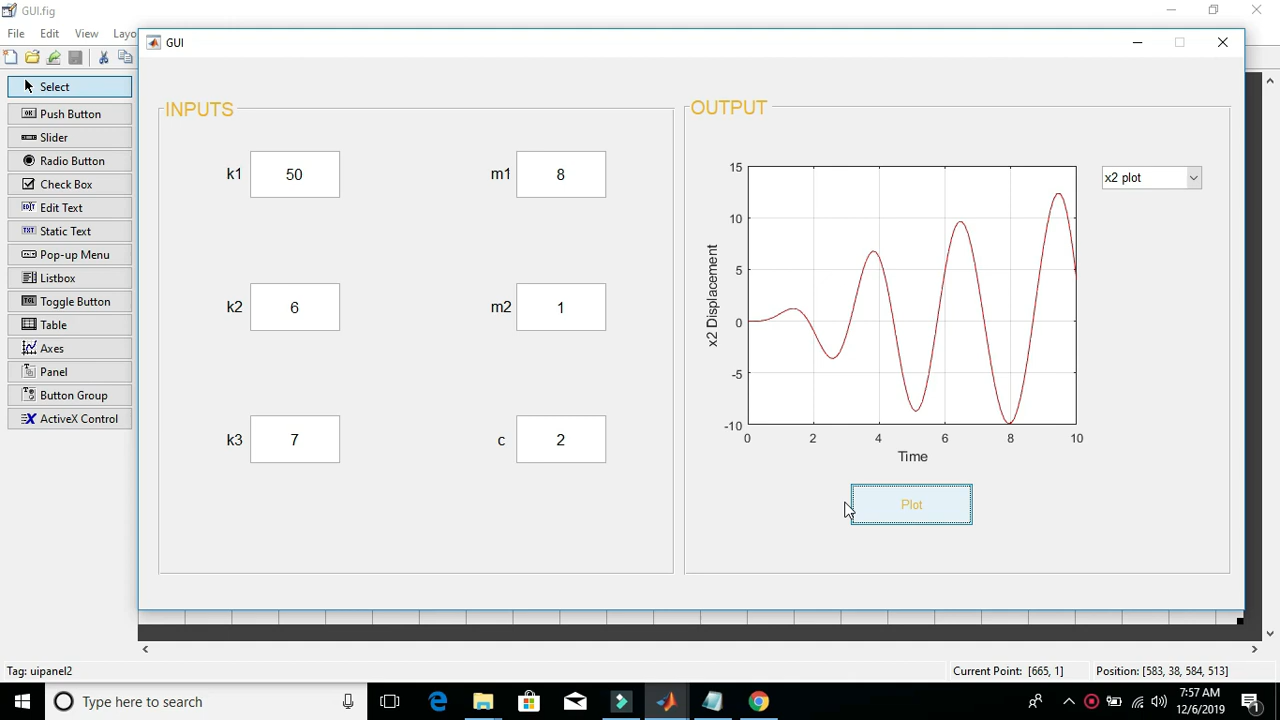 GUI.fig
File Edit View Layo
GUI
Select
Push Button
Slider
Radio Button
Check Box
Edit Text
Static Text
Pop-up Menu
Listbox
Toggle Button
Table
Axes
Panel
Button Group
ActiveX Control
INPUTS
k1 50 m1 8
k2 6 m2 1
k3 7 c 2
OUTPUT
x2 plot
15
10
5
0
-5
-10
x2 Displacement
0 2 4 6 8 10
Time
Plot
Tag: uipanel2
Current Point: [665, 1] Position: [583, 38, 584, 513]
Type here to search
7:57 AM
12/6/2019
1